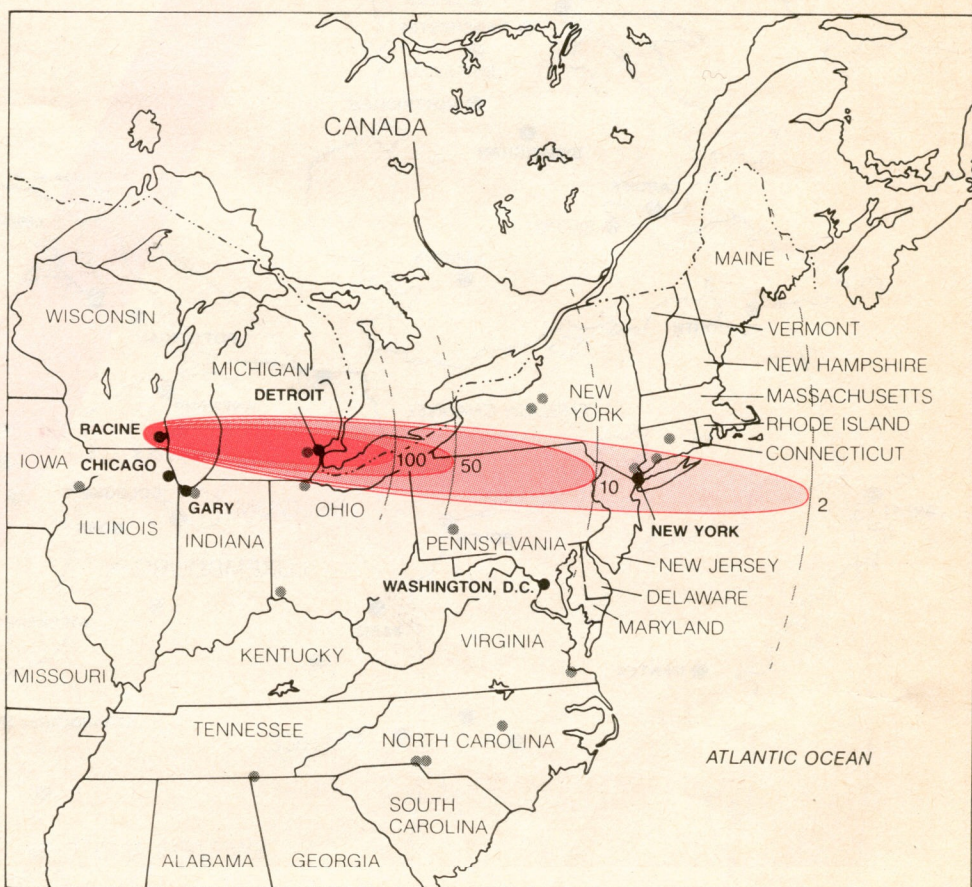 CANADA
MAINE
WISCONSIN
VERMONT
MICHIGAN
NEW HAMPSHIRE
DETROIT
NEW
YORK
MASSACHUSETTS
RACINE
RHODE ISLAND
CONNECTICUT
IOWA
CHICAGO
100
50
10
2
GARY
OHIO
ILLINOIS
INDIANA
NEW YORK
PENNSYLVANIA
NEW JERSEY
WASHINGTON, D.C.
DELAWARE
MARYLAND
VIRGINIA
KENTUCKY
MISSOURI
TENNESSEE
NORTH CAROLINA
ATLANTIC OCEAN
SOUTH
CAROLINA
ALABAMA
GEORGIA